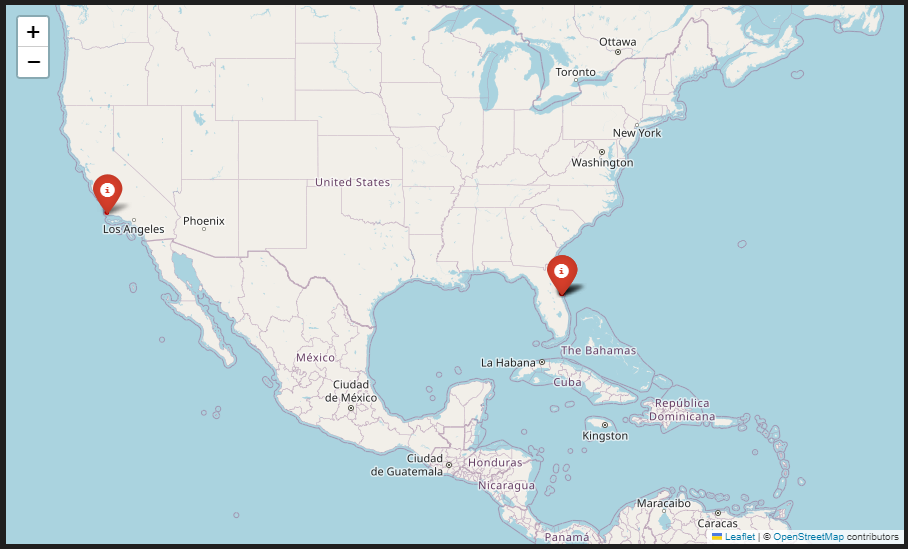 +
−
Ottawa
Toronto
New York
Washington
United States
Phoenix
Los Angeles
i
i
México
Ciudad
de México
La Habana
The Bahamas
Cuba
República
Dominicana
Kingston
Ciudad
de Guatemala
Honduras
Nicaragua
Maracaibo
Caracas
Panamá
Leaflet | © OpenStreetMap contributors